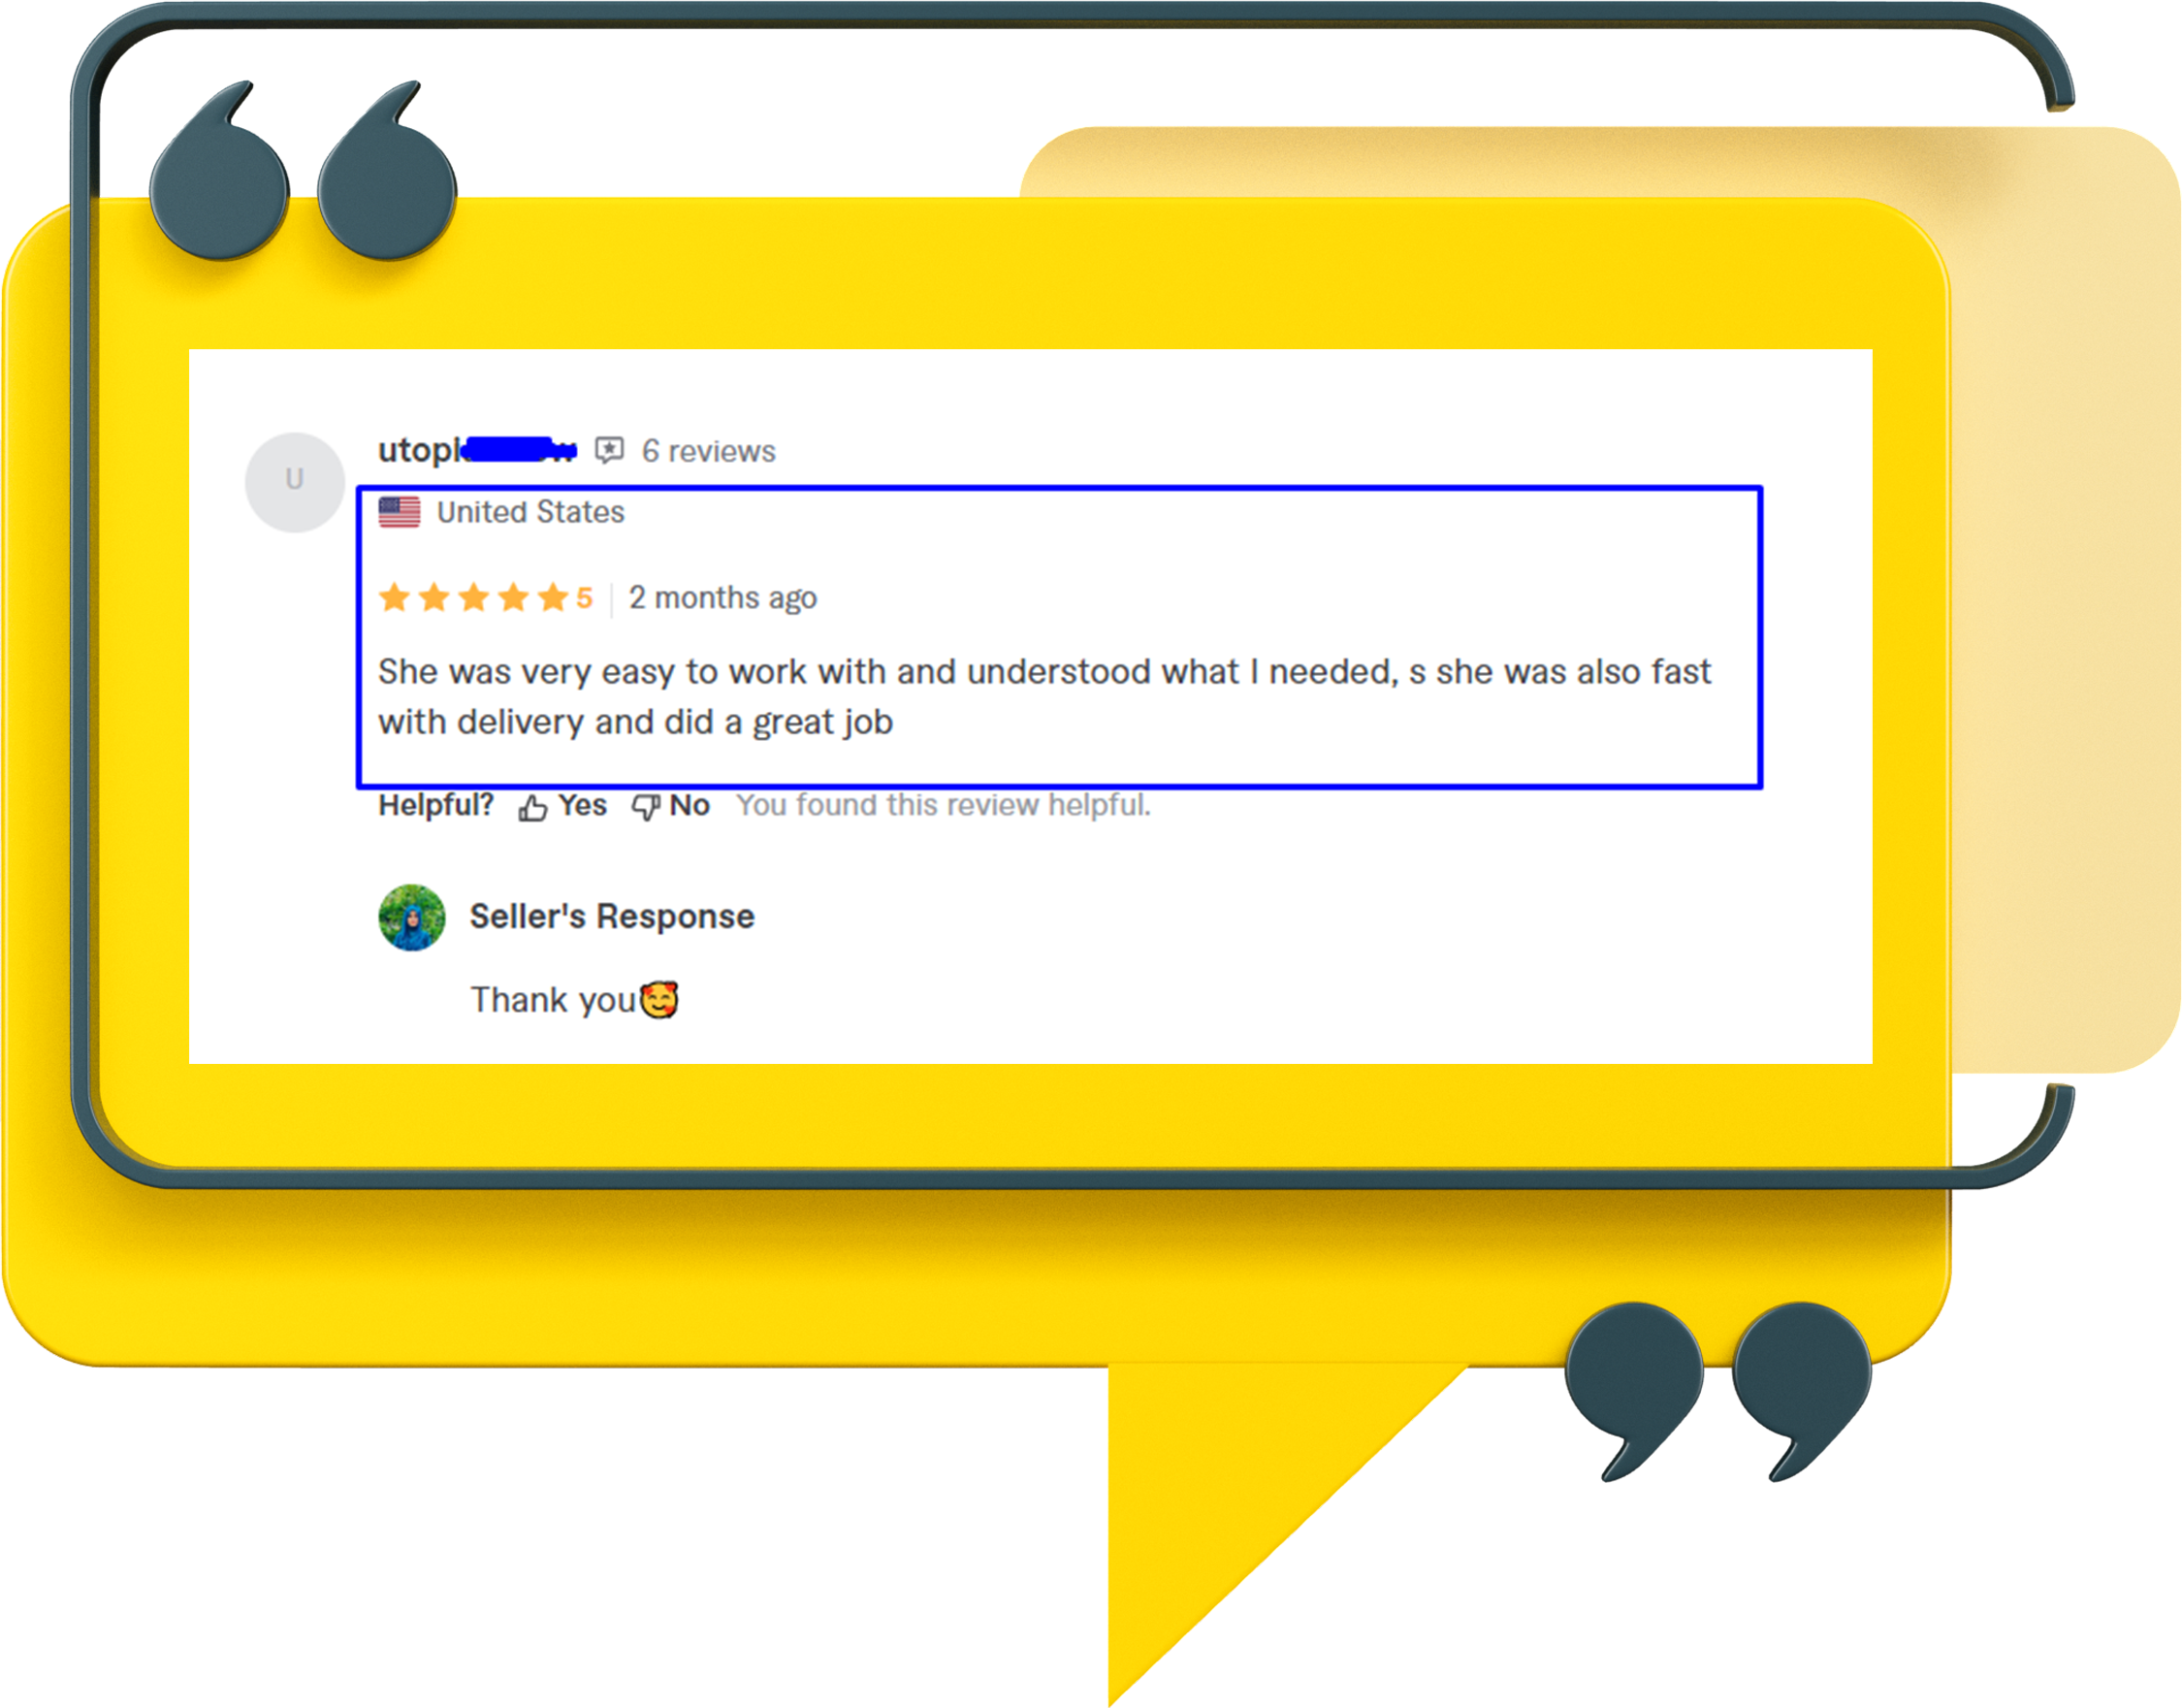 U
6 reviews
United States
5 2 months ago
She was very easy to work with and understood what I needed, s she was also fast
with delivery and did a great job
Helpful? Yes No You found this review helpful.
Seller's Response
Thank you🥰